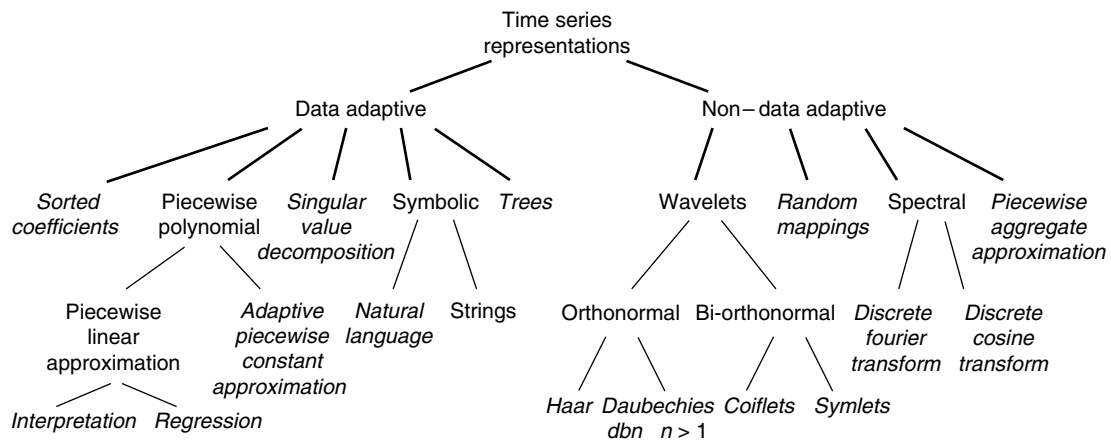 Time series
representations
Data adaptive
Non–data adaptive
Sorted
coefficients
Piecewise
polynomial
Singular
value
decomposition
Symbolic
Trees
Wavelets
Random
mappings
Spectral
Piecewise
aggregate
approximation
Piecewise
linear
approximation
Adaptive
piecewise
constant
approximation
Natural
language
Strings
Orthonormal
Bi-orthonormal
Discrete
fourier
transform
Discrete
cosine
transform
Interpretation
Regression
Haar
Daubechies
dbn n > 1
Coiflets
Symlets